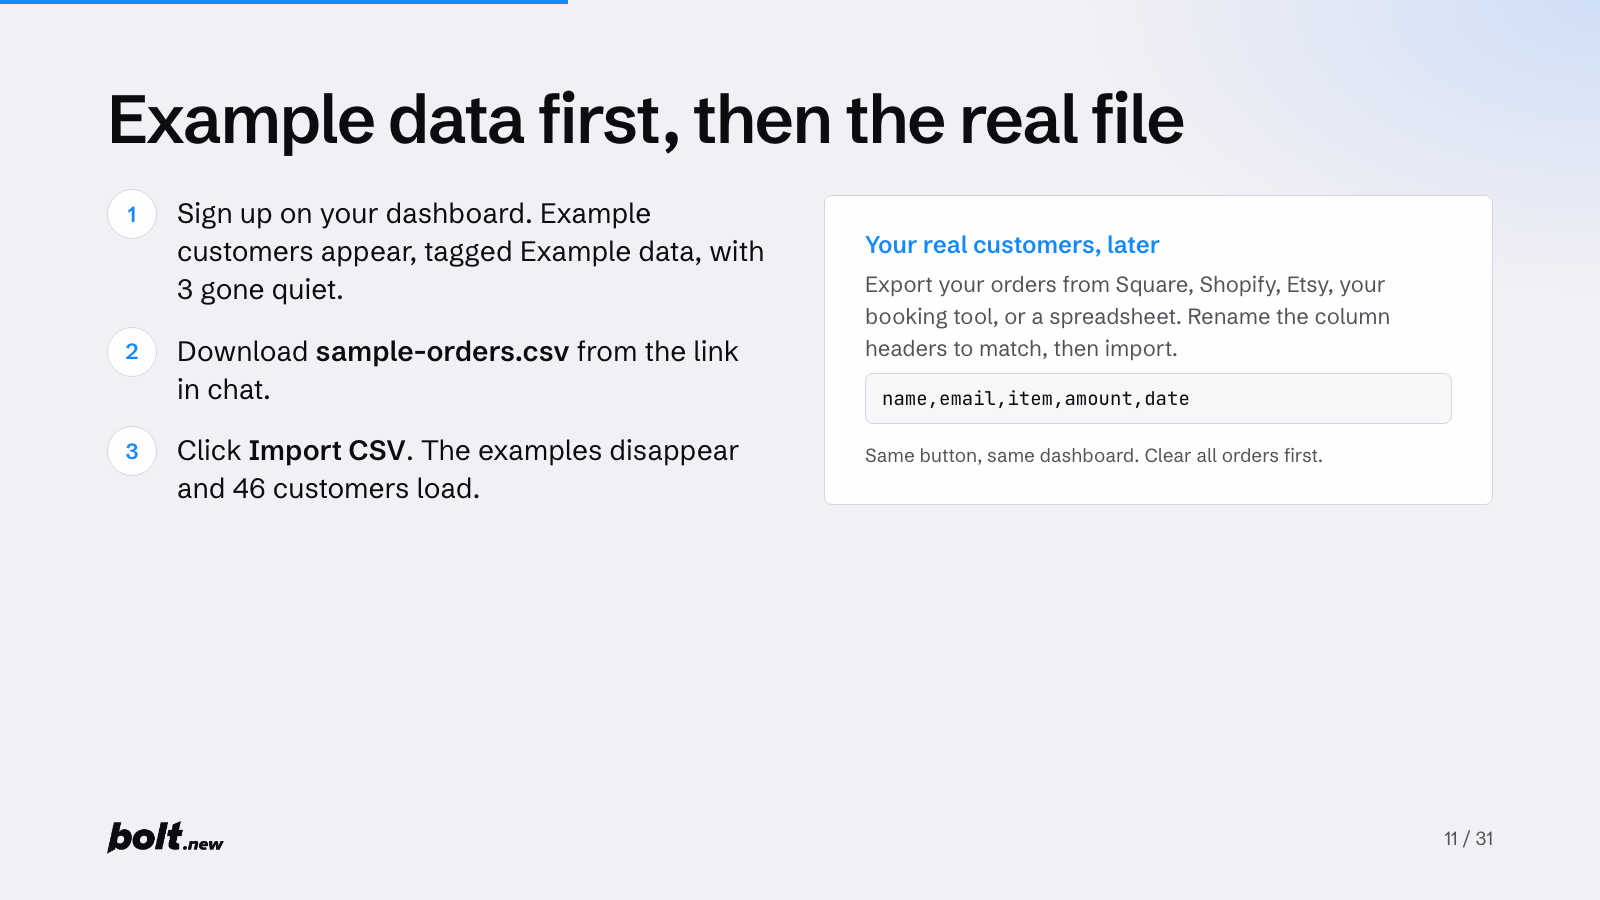 Example data first, then the real file
1
Sign up on your dashboard. Example
customers appear, tagged Example data, with
3 gone quiet.
2
Download sample-orders.csv from the link
in chat.
3
Click Import CSV. The examples disappear
and 46 customers load.
Your real customers, later
Export your orders from Square, Shopify, Etsy, your
booking tool, or a spreadsheet. Rename the column
headers to match, then import.
name,email,item,amount,date
Same button, same dashboard. Clear all orders first.
bolt.new
11 / 31